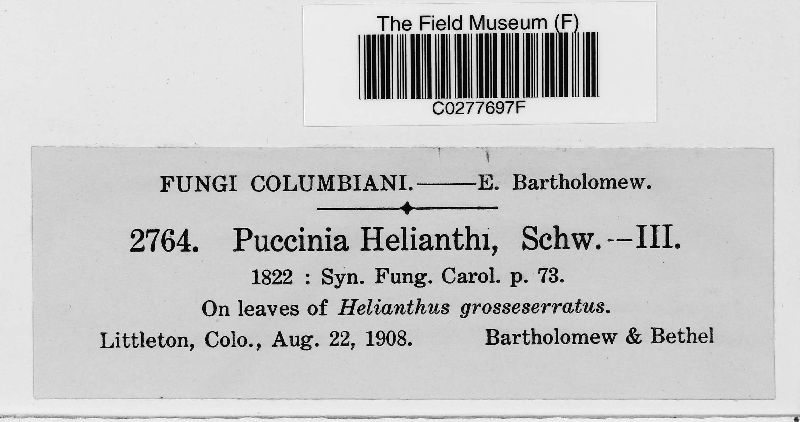 The Field Museum (F)
C0277697F
FUNGI COLUMBIANI.——E. Bartholomew.
2764. Puccinia Helianthi, Schw.--III.
1822 : Syn. Fung. Carol. p. 73.
On leaves of Helianthus grosseserratus.
Littleton, Colo., Aug. 22, 1908. Bartholomew & Bethel